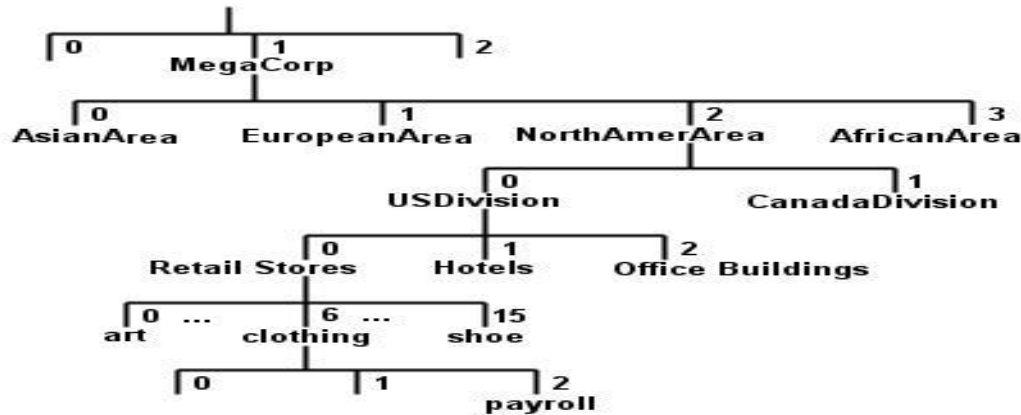 0 1 2
MegaCorp
0 1 2 3
AsianArea EuropeanArea NorthAmerArea AfricanArea
0 1
USDivision CanadaDivision
0 1 2
Retail Stores Hotels Office Buildings
0 ... 6 ... 15
art clothing shoe
0 1 2
payroll